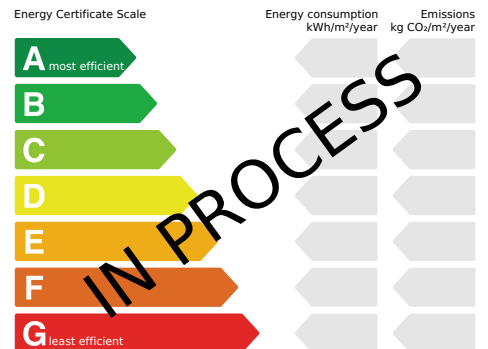 Energy Certificate Scale
Energy consumption
kWh/m²/year
Emissions
kg CO₂/m²/year
A most efficient
B
C
D
E
F
G least efficient
IN PROCESS